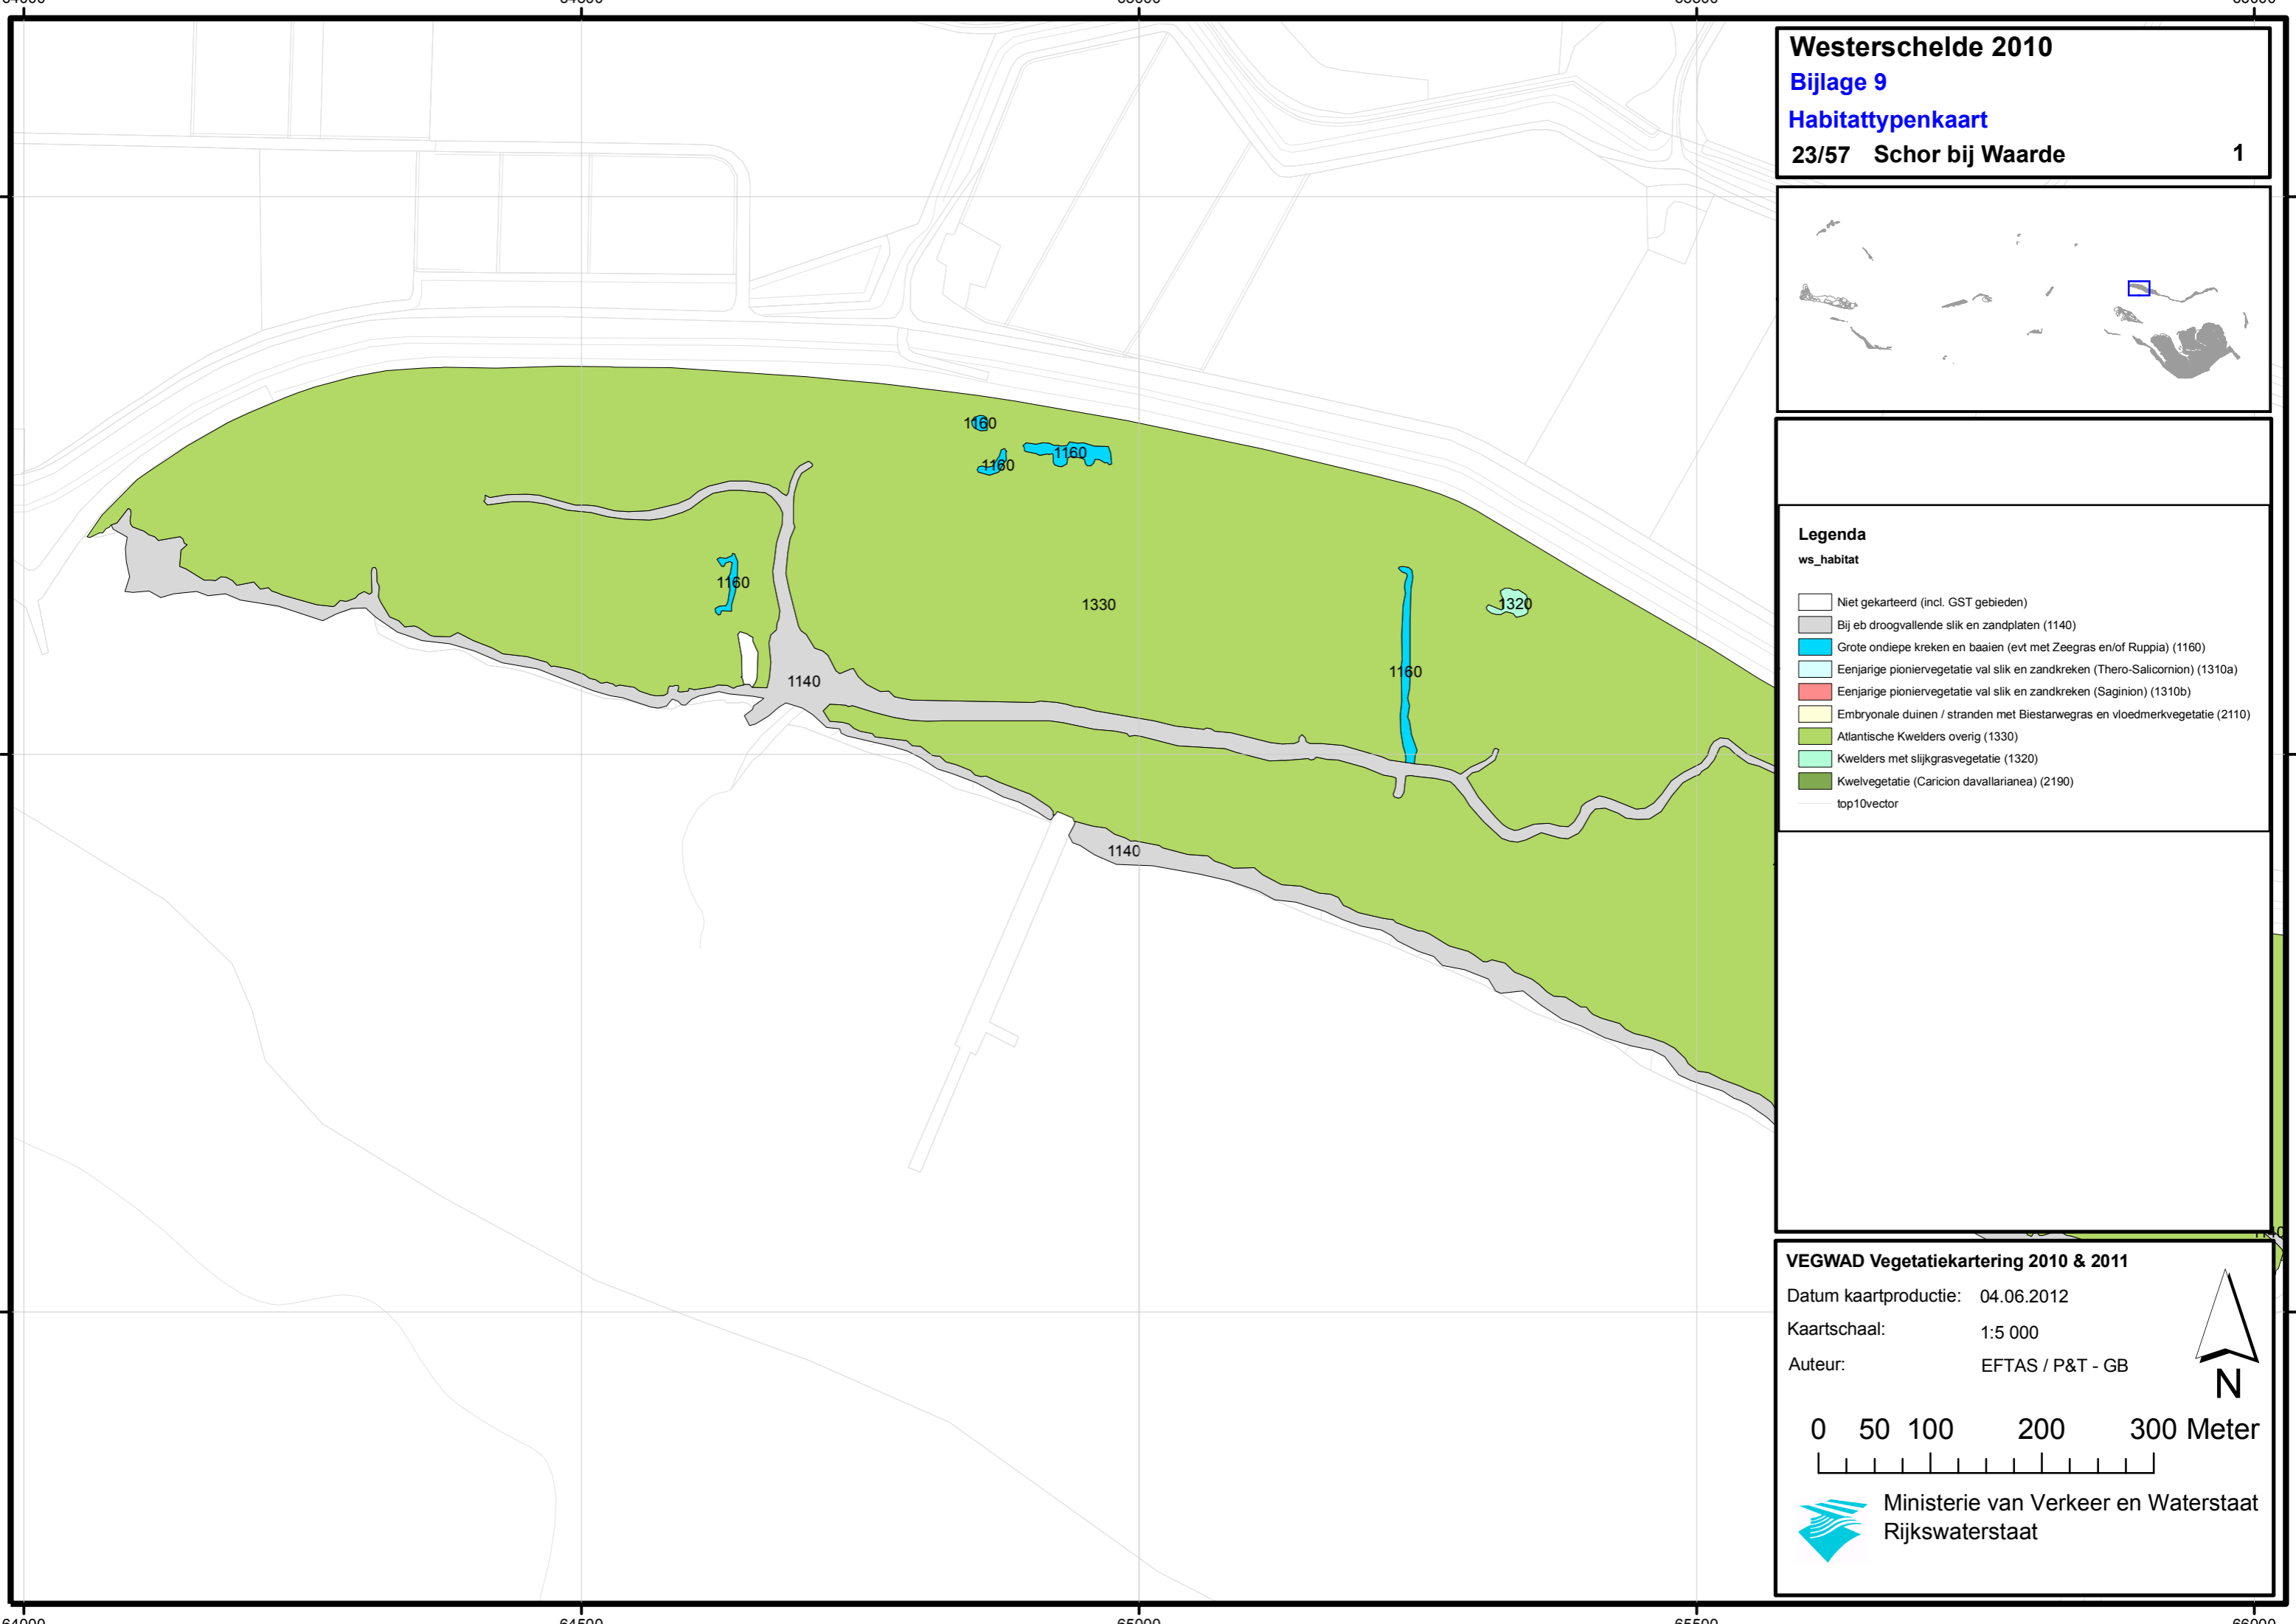 Westerschelde 2010
Bijlage 9
Habitattypenkaart
23/57 Schor bij Waarde 1
1160
1160
1160
1160
1330
1320
1160
1140
1140
Legenda
ws_habitat
Niet gekarteerd (incl. GST gebieden)
Bij eb droogvallende slik en zandplaten (1140)
Grote ondiepe kreken en baaien (evt met Zeegras en/of Ruppia) (1160)
Eenjarige pioniervegetatie val slik en zandkreken (Thero-Salicornion) (1310a)
Eenjarige pioniervegetatie val slik en zandkreken (Saginion) (1310b)
Embryonale duinen / stranden met Biestarwegras en vloedmerkvegetatie (2110)
Atlantische Kwelders overig (1330)
Kwelders met slijkgrasvegetatie (1320)
Kwelvegetatie (Caricion davallarianea) (2190)
top10vector
VEGWAD Vegetatiekartering 2010 & 2011
Datum kaartproductie: 04.06.2012
Kaartschaal: 1:5 000
Auteur: EFTAS / P&T - GB
N
0 50 100 200 300 Meter
Ministerie van Verkeer en Waterstaat
Rijkswaterstaat